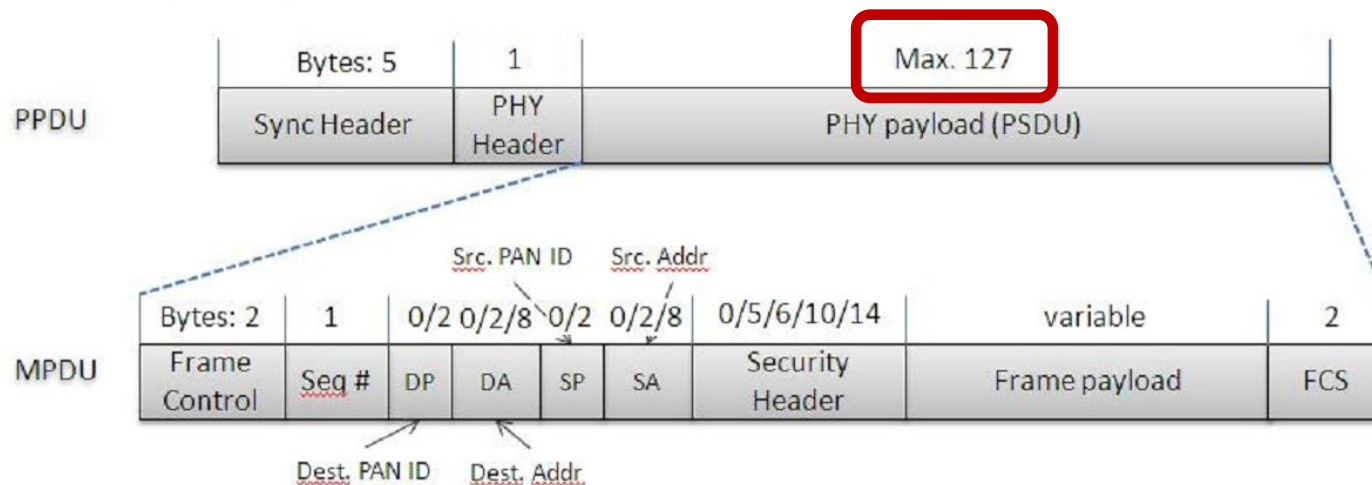 Bytes: 5 1 Max. 127
PPDU Sync Header PHY Header PHY payload (PSDU)
Src. PAN ID Src. Addr
Bytes: 2 1 0/2 0/2/8 0/2 0/2/8 0/5/6/10/14 variable 2
MPDU Frame Control Seq # DP DA SP SA Security Header Frame payload FCS
Dest. PAN ID Dest. Addr